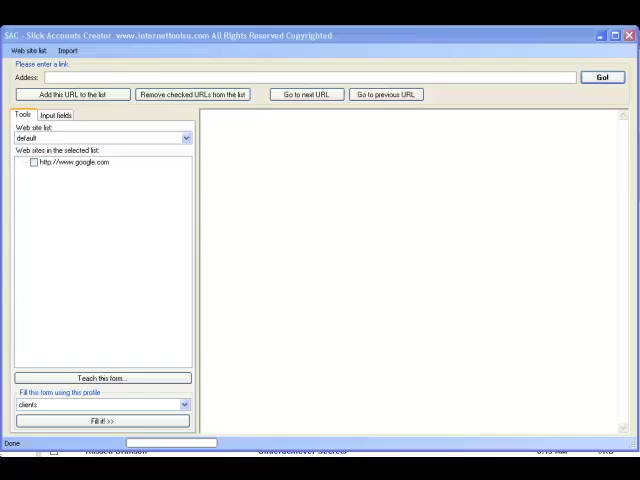 SAC - Slick Accounts Creator www.internettoolsu.com All Rights Reserved Copyrighted
Web site list Import
Please enter a link
Addess: Go!
Add this URL to the list Remove checked URLs from the list Go to next URL Go to previous URL
Tools Input fields
Web site list:
default
Web sites in the selected list:
http://www.google.com
Teach this form...
Fill this form using this profile
clients
Fill it! >>
Done